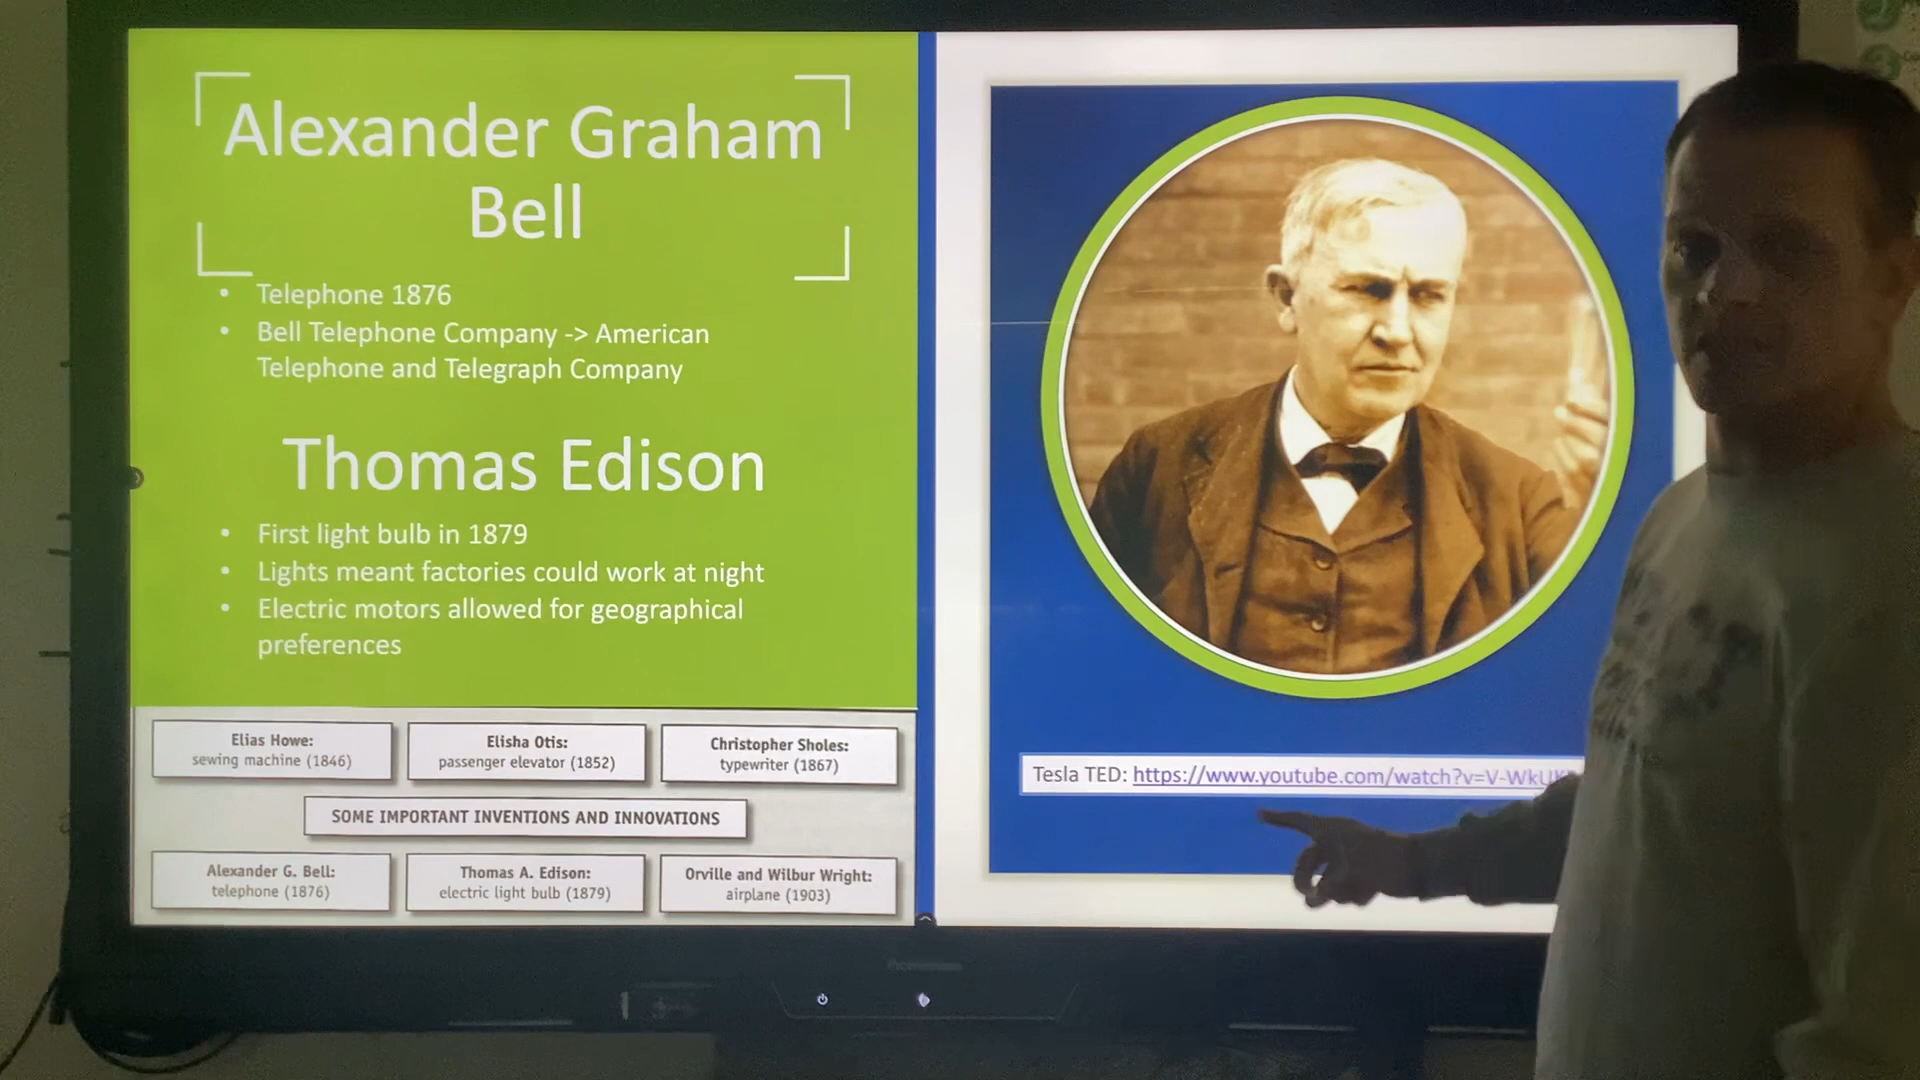 Alexander Graham
Bell
• Telephone 1876
• Bell Telephone Company -> American
Telephone and Telegraph Company
Thomas Edison
• First light bulb in 1879
• Lights meant factories could work at night
• Electric motors allowed for geographical
preferences
Elias Howe:
sewing machine (1846)
Elisha Otis:
passenger elevator (1852)
Christopher Sholes:
typewriter (1867)
SOME IMPORTANT INVENTIONS AND INNOVATIONS
Alexander G. Bell:
telephone (1876)
Thomas A. Edison:
electric light bulb (1879)
Orville and Wilbur Wright:
airplane (1903)
Tesla TED: https://www.youtube.com/watch?v=V-WkU